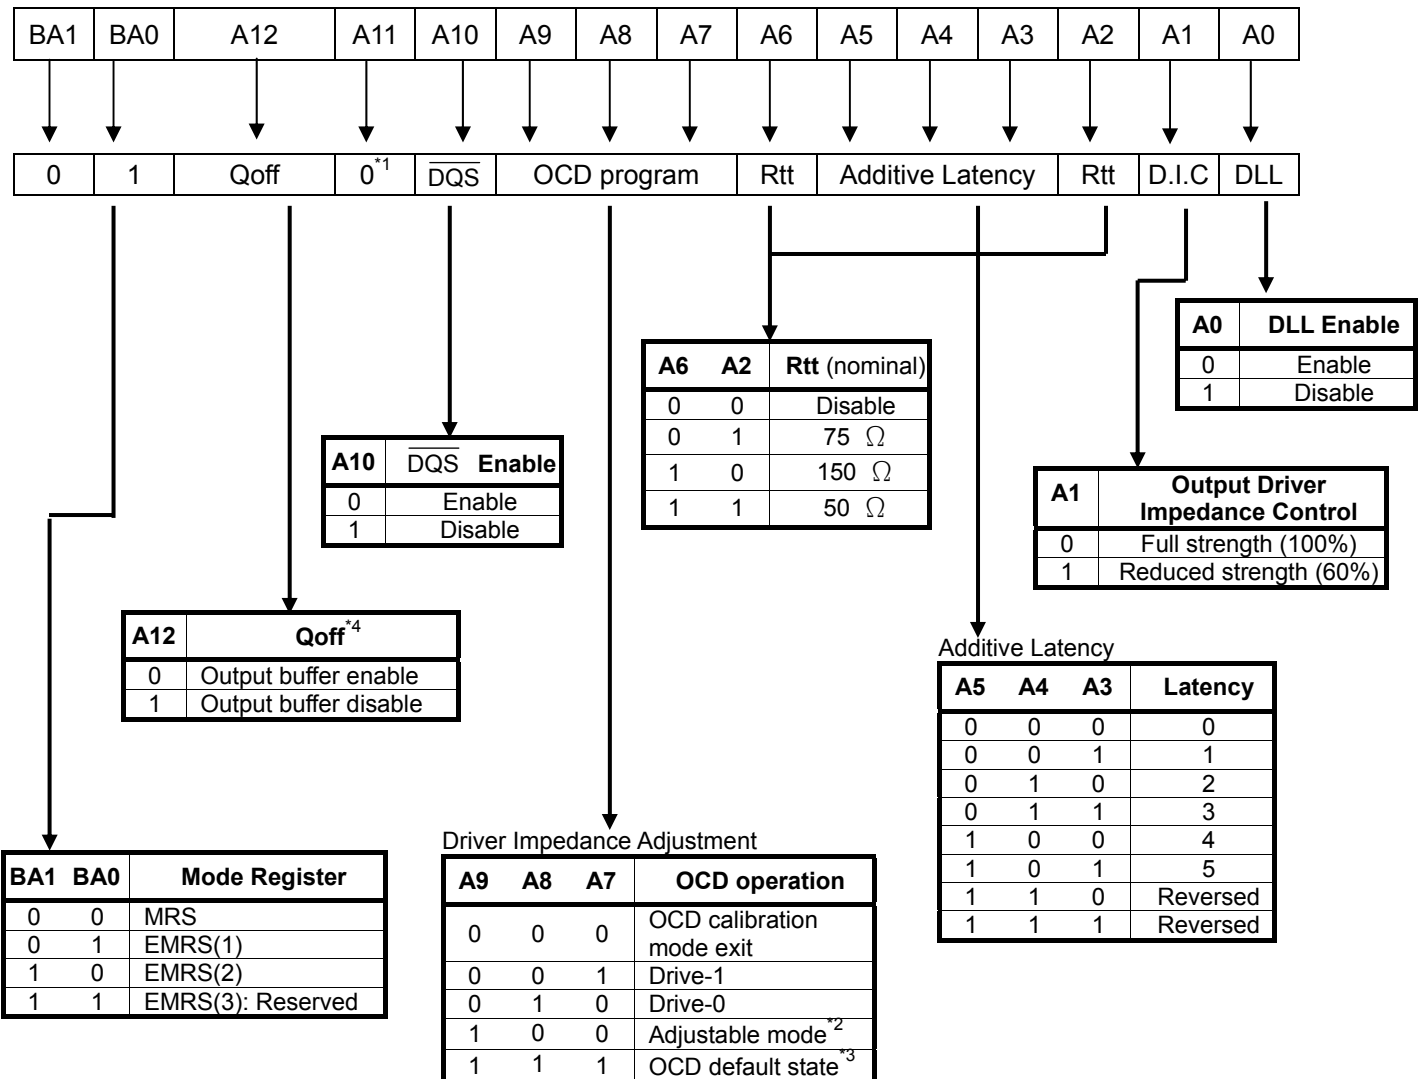 BA1 BA0 A12 A11 A10 A9 A8 A7 A6 A5 A4 A3 A2 A1 A0
0 1 Qoff 0*1 DQS OCD program Rtt Additive Latency Rtt D.I.C DLL
A0 DLL Enable
0 Enable
1 Disable
A6 A2 Rtt (nominal)
0 0 Disable
0 1 75 Ω
1 0 150 Ω
1 1 50 Ω
A10 DQS Enable
0 Enable
1 Disable
A1 Output Driver
Impedance Control
0 Full strength (100%)
1 Reduced strength (60%)
A12 Qoff*4
0 Output buffer enable
1 Output buffer disable
Additive Latency
A5 A4 A3 Latency
0 0 0 0
0 0 1 1
0 1 0 2
0 1 1 3
1 0 0 4
1 0 1 5
1 1 0 Reversed
1 1 1 Reversed
BA1 BA0 Mode Register
0 0 MRS
0 1 EMRS(1)
1 0 EMRS(2)
1 1 EMRS(3): Reserved
Driver Impedance Adjustment
A9 A8 A7 OCD operation
0 0 0 OCD calibration
mode exit
0 0 1 Drive-1
0 1 0 Drive-0
1 0 0 Adjustable mode*2
1 1 1 OCD default state*3